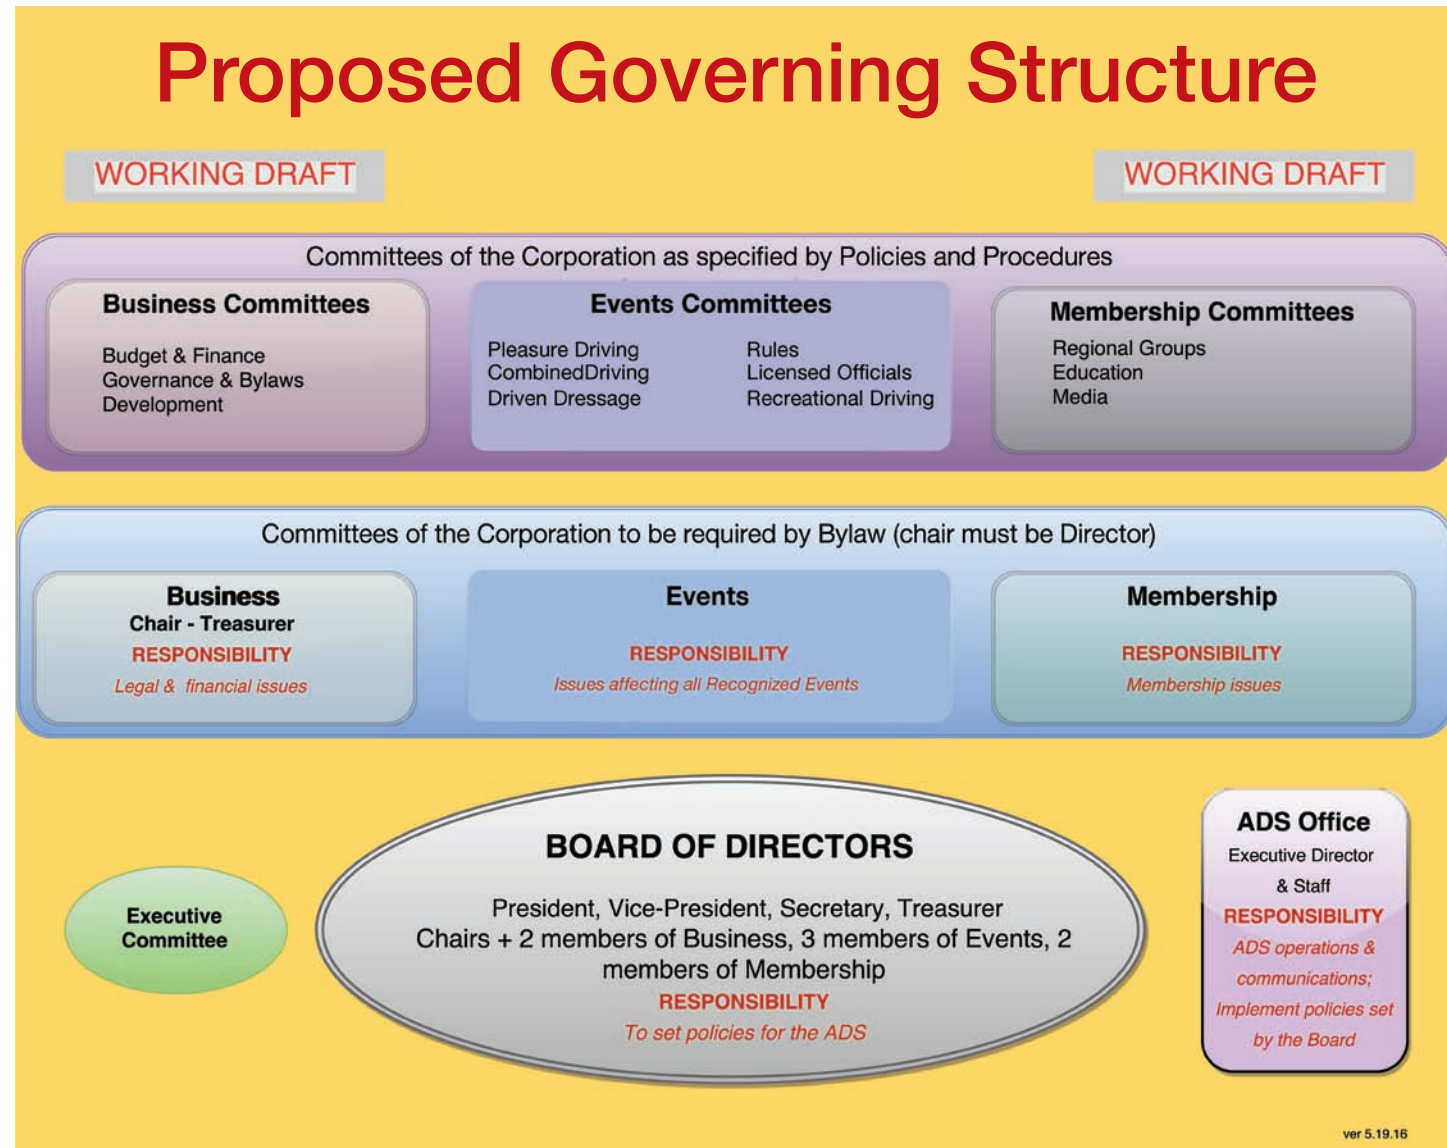 Proposed Governing Structure
WORKING DRAFT
WORKING DRAFT
Committees of the Corporation as specified by Policies and Procedures
Business Committees
Budget & Finance
Governance & Bylaws
Development
Events Committees
Pleasure Driving
CombinedDriving
Driven Dressage
Rules
Licensed Officials
Recreational Driving
Membership Committees
Regional Groups
Education
Media
Committees of the Corporation to be required by Bylaw (chair must be Director)
Business
Chair - Treasurer
RESPONSIBILITY
Legal & financial issues
Events
RESPONSIBILITY
Issues affecting all Recognized Events
Membership
RESPONSIBILITY
Membership issues
Executive
Committee
BOARD OF DIRECTORS
President, Vice-President, Secretary, Treasurer
Chairs + 2 members of Business, 3 members of Events, 2
members of Membership
RESPONSIBILITY
To set policies for the ADS
ADS Office
Executive Director
& Staff
RESPONSIBILITY
ADS operations &
communications;
Implement policies set
by the Board
ver 5.19.16